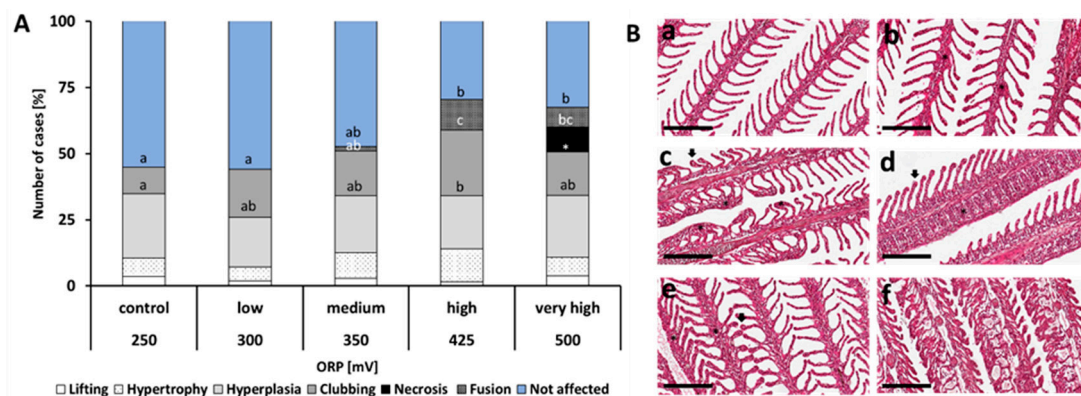 A
Number of cases [%]
100
75
50
25
0
a
a
a
ab
ab
ab
ab
b
c
b
b
bc
*
ab
control
low
medium
high
very high
250
300
350
425
500
ORP [mV]
Lifting Hypertrophy Hyperplasia Clubbing Necrosis Fusion Not affected
B
a
b
c
d
e
f